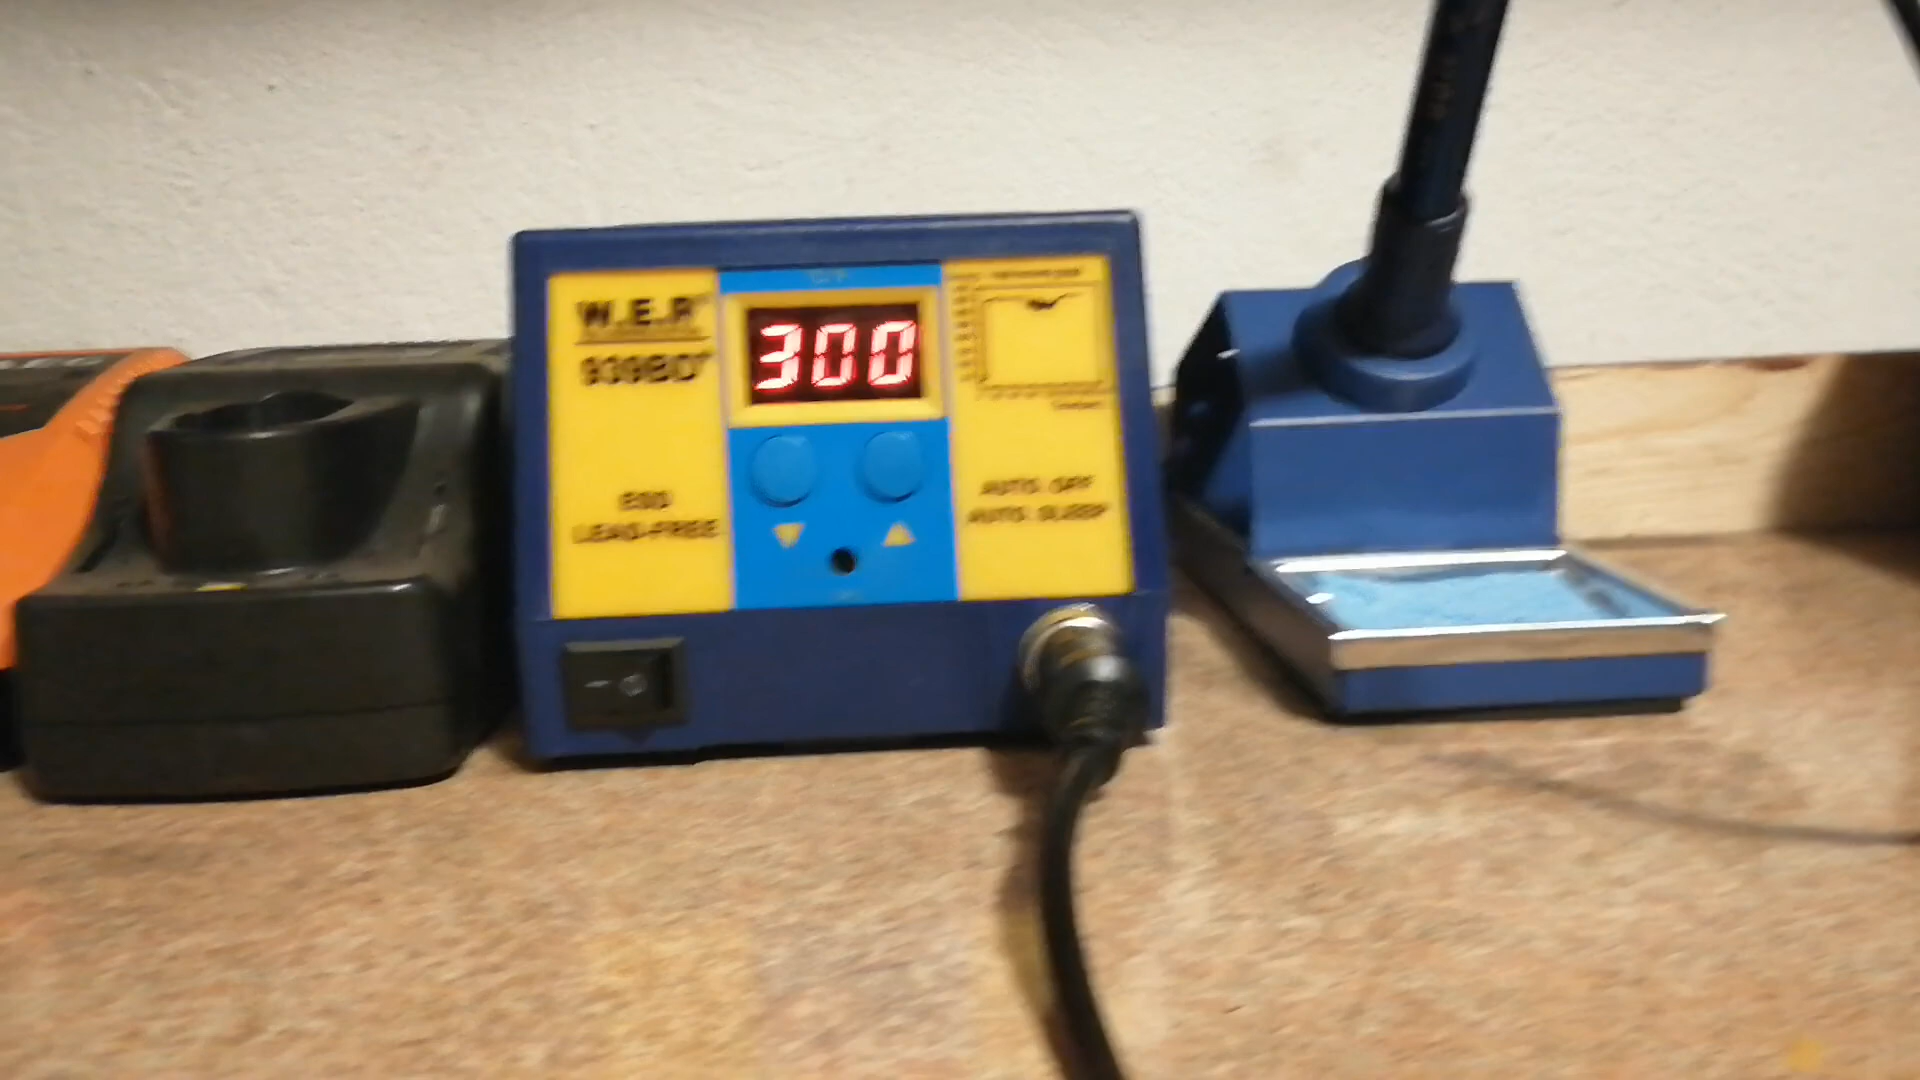 W.E.P
939BD+
300
ESD
LEAD-FREE
AUTO OFF
AUTO SLEEP